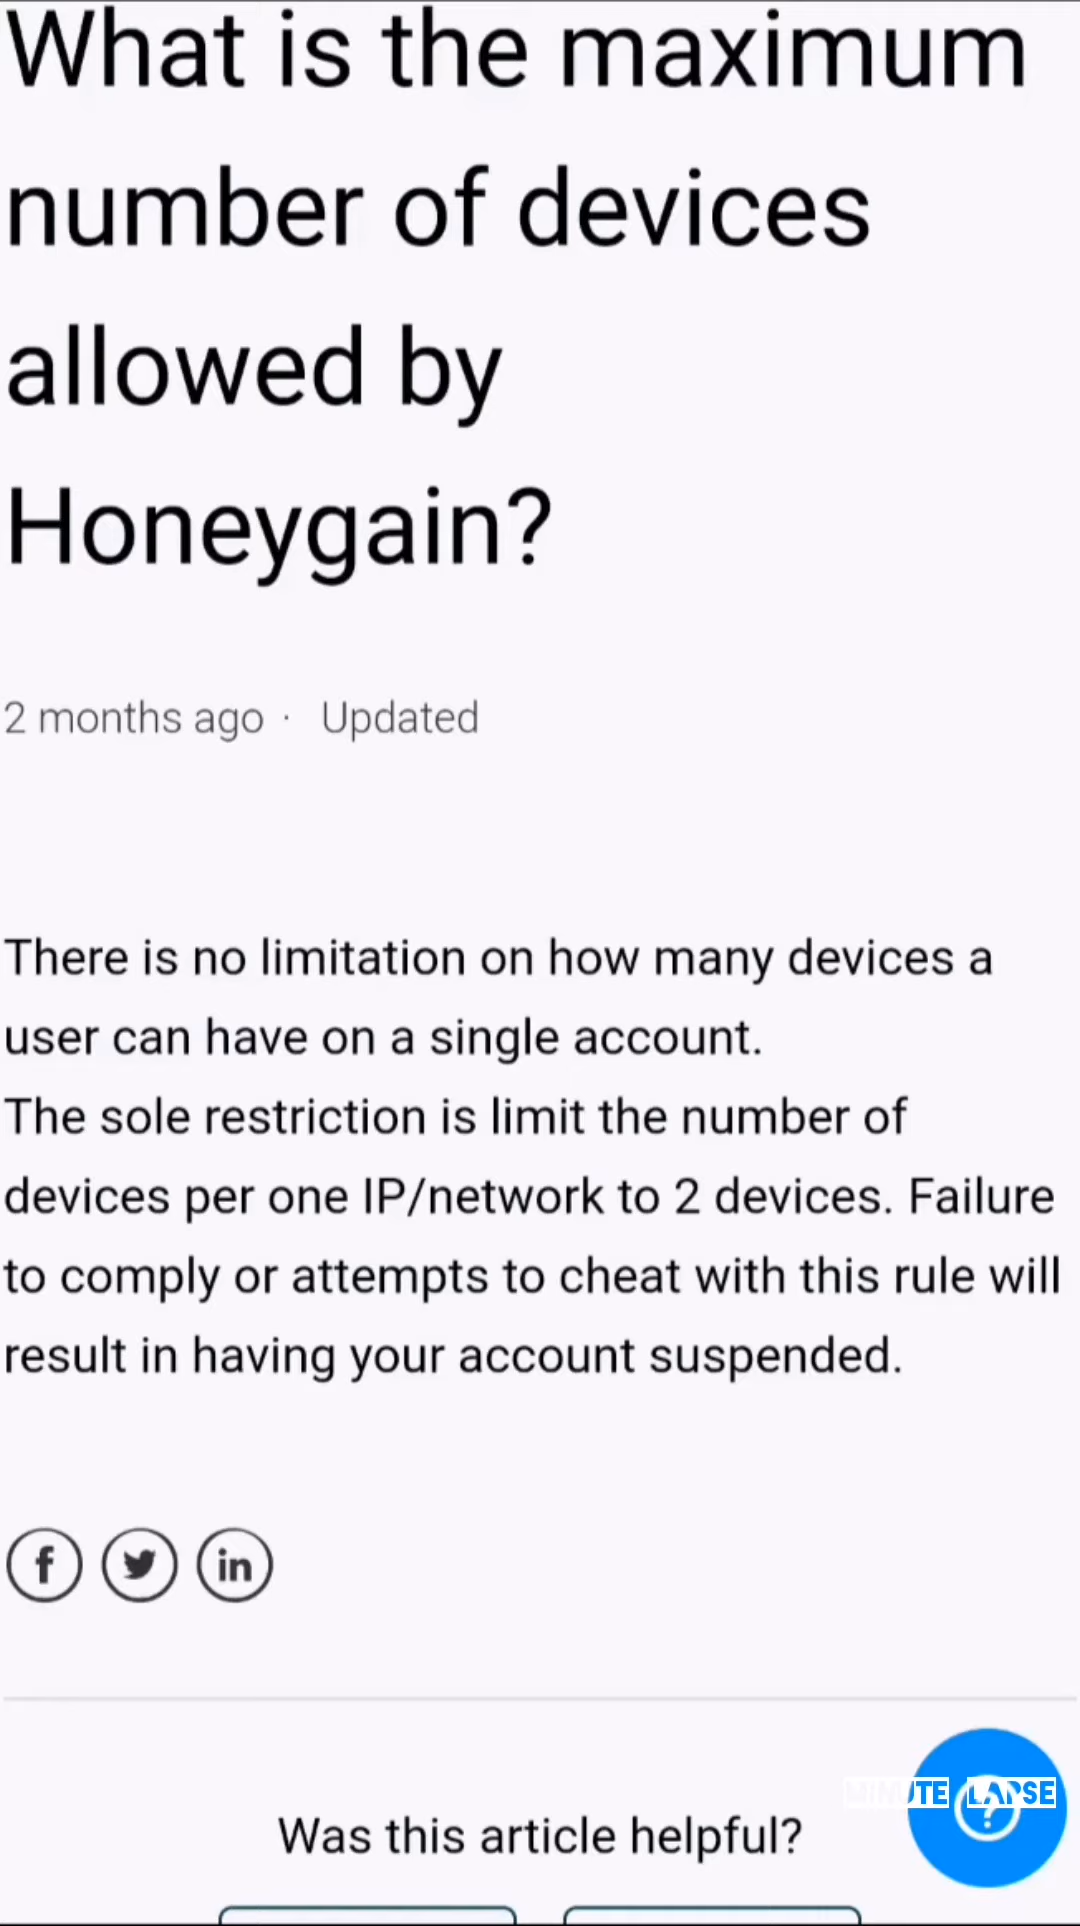 What is the maximum
number of devices
allowed by
Honeygain?
2 months ago · Updated
There is no limitation on how many devices a
user can have on a single account.
The sole restriction is limit the number of
devices per one IP/network to 2 devices. Failure
to comply or attempts to cheat with this rule will
result in having your account suspended.
f
in
MINUTE LAPSE
?
Was this article helpful?